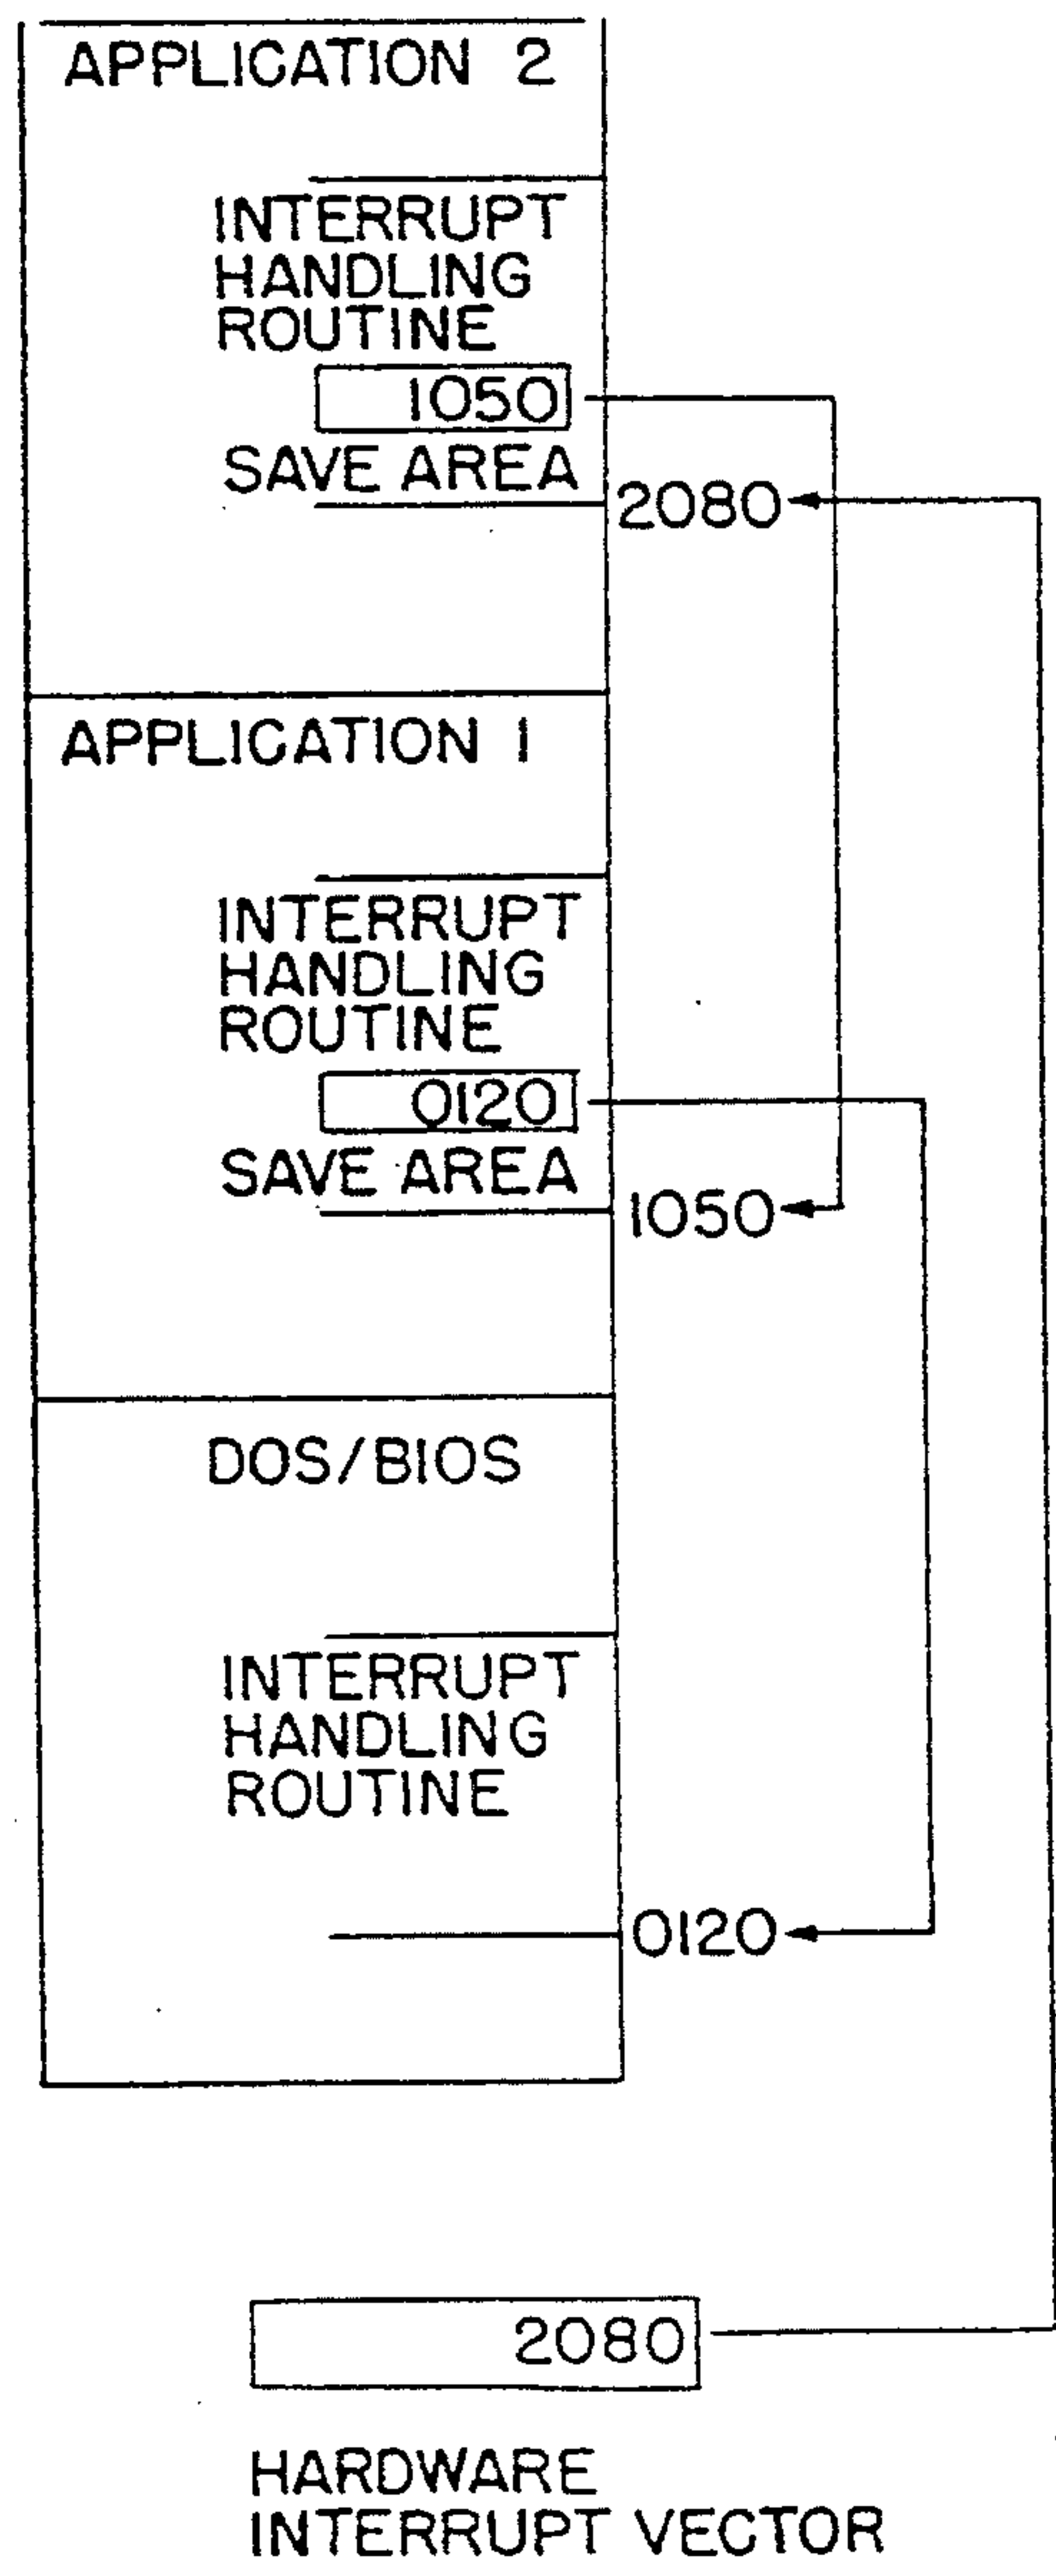 APPLICATION 2
INTERRUPT
HANDLING
ROUTINE
1050
SAVE AREA
2080
APPLICATION 1
INTERRUPT
HANDLING
ROUTINE
0120
SAVE AREA
1050
DOS/BIOS
INTERRUPT
HANDLING
ROUTINE
0120
2080
HARDWARE
INTERRUPT VECTOR